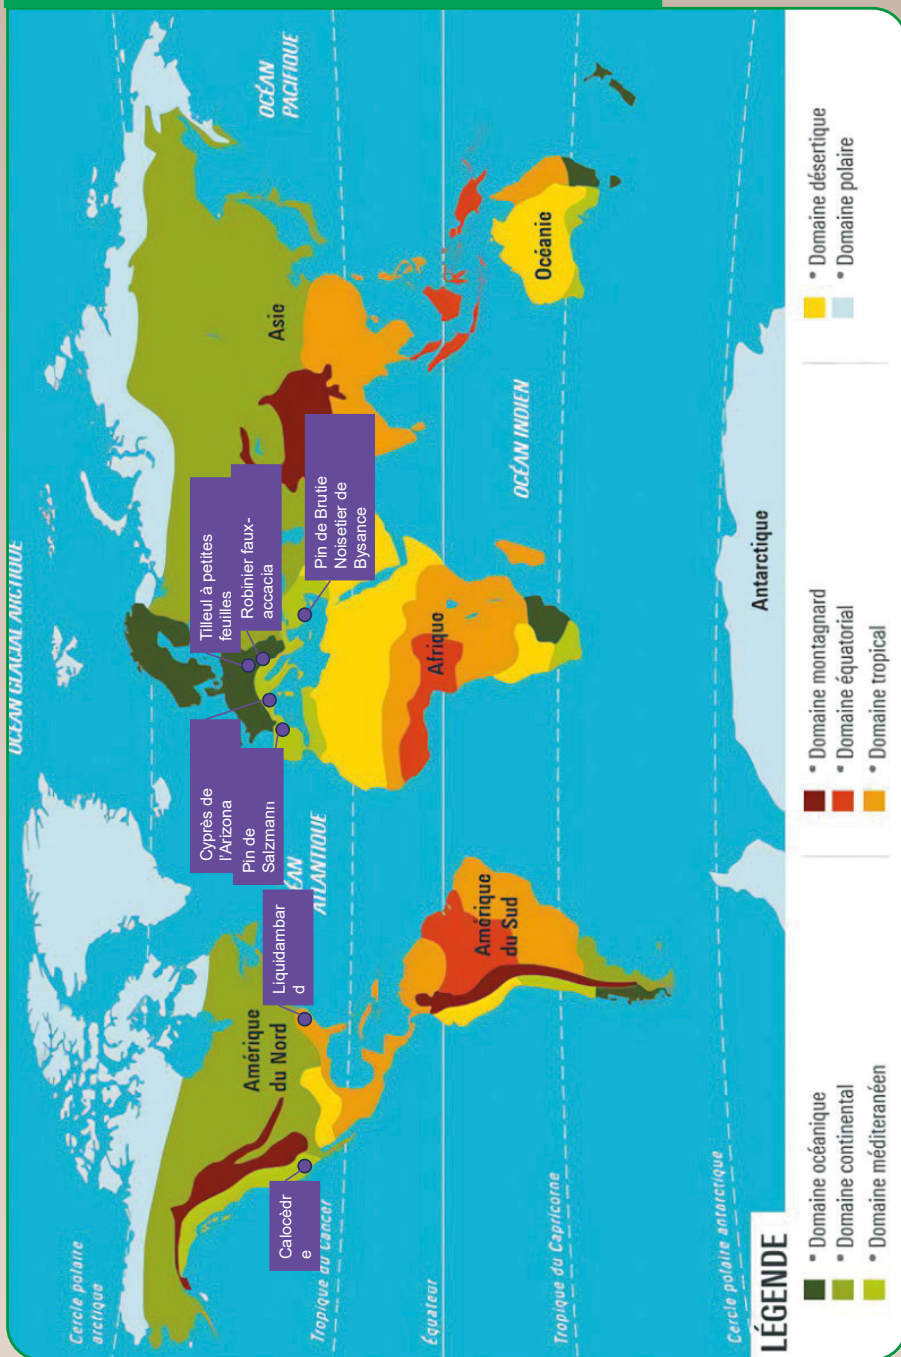 OCÉAN GLACIAL ARCTIQUE
Cercle polaire
arctique
OCÉAN
PACIFIQUE
Amérique
du Nord
Asie
Calocèdr
e
Liquidambar
d
Cyprès de
l'Arizona
Pin de
Salzmann
Tilleul à petites
feuilles
Robinier faux-
accacia
Pin de Brutie
Noisetier de
Bysance
ÉAN
ATLANTIQUE
Tropique du Cancer
Équateur
Afrique
Amérique
du Sud
OCÉAN INDIEN
Océanie
Tropique du Capricorne
Cercle polaire antarctique
Antarctique
LÉGENDE
* Domaine océanique
* Domaine continental
* Domaine méditeranéen
* Domaine montagnard
* Domaine équatorial
* Domaine tropical
* Domaine désertique
* Domaine polaire